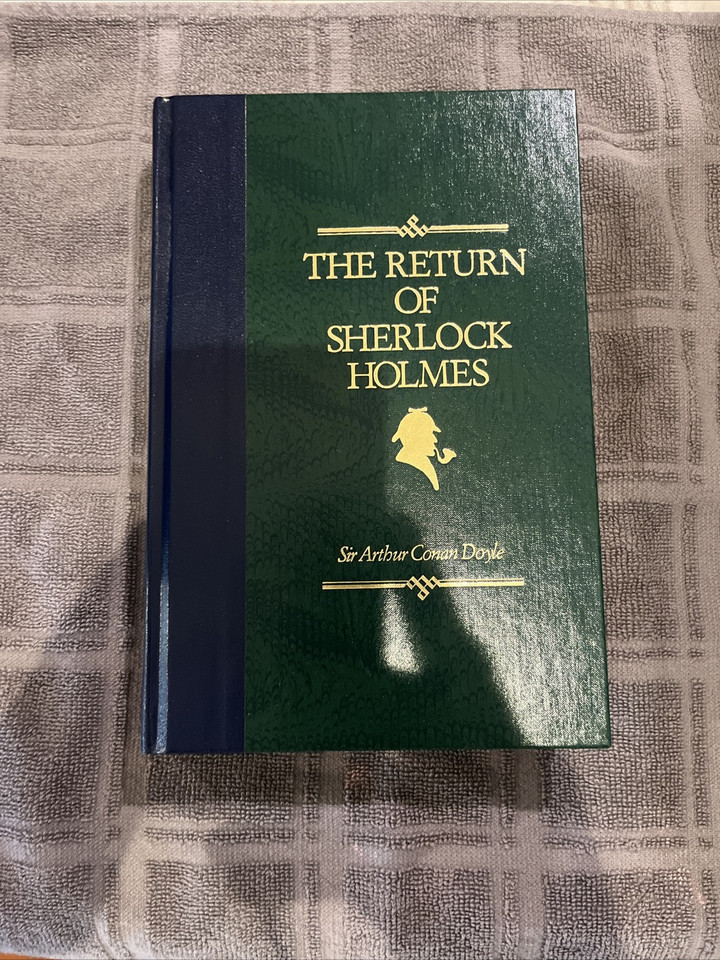 THE RETURN
OF
SHERLOCK
HOLMES
Sir Arthur Conan Doyle